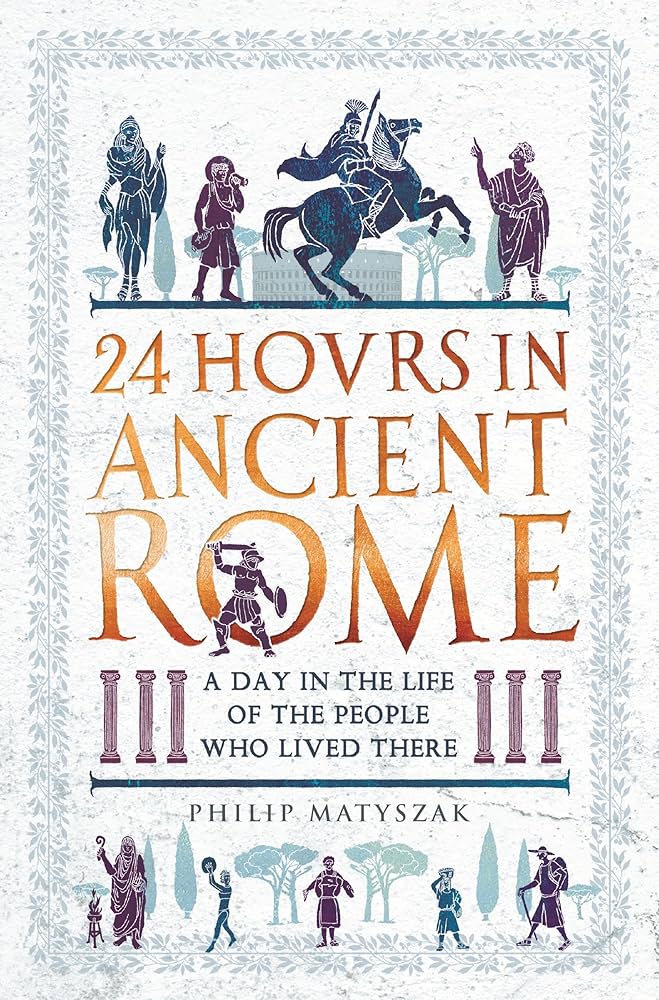 24 HOVRS IN
ANCIENT
ROME
A DAY IN THE LIFE
OF THE PEOPLE
WHO LIVED THERE
PHILIP MATYSZAK